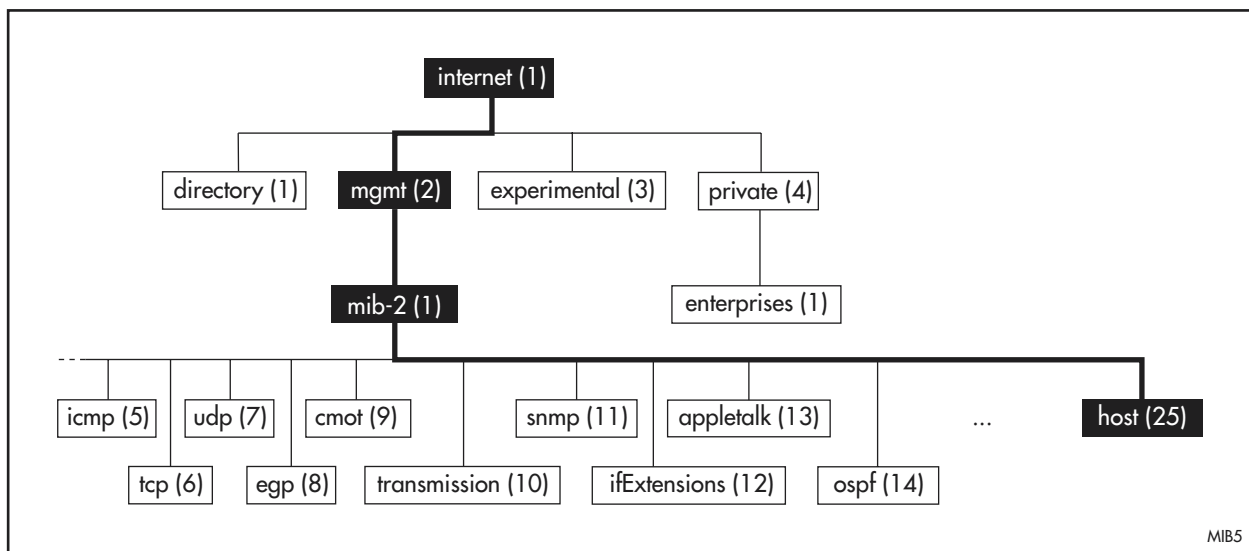 internet (1)
directory (1) mgmt (2) experimental (3) private (4)
mib-2 (1) enterprises (1)
icmp (5) udp (7) cmot (9) snmp (11) appletalk (13) ... host (25)
tcp (6) egp (8) transmission (10) ifExtensions (12) ospf (14)
MIB5